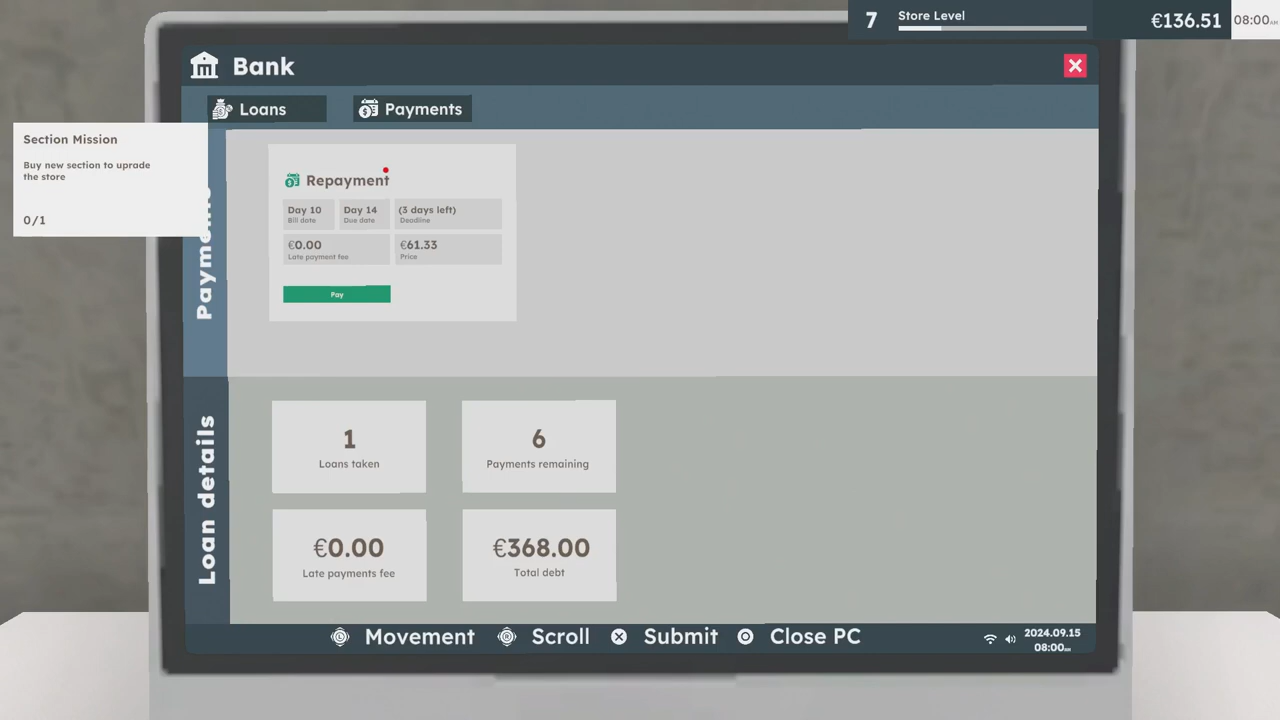 7
Store Level
€136.51
08:00AM
Bank
Loans
Payments
Section Mission
Buy new section to uprade
the store
0/1
Payments
Repayment
Day 10
Bill date
Day 14
Due date
(3 days left)
Deadline
€0.00
Late payment fee
€61.33
Price
Pay
Loan details
1
Loans taken
6
Payments remaining
€0.00
Late payments fee
€368.00
Total debt
Movement
Scroll
Submit
Close PC
2024.09.15
08:00AM